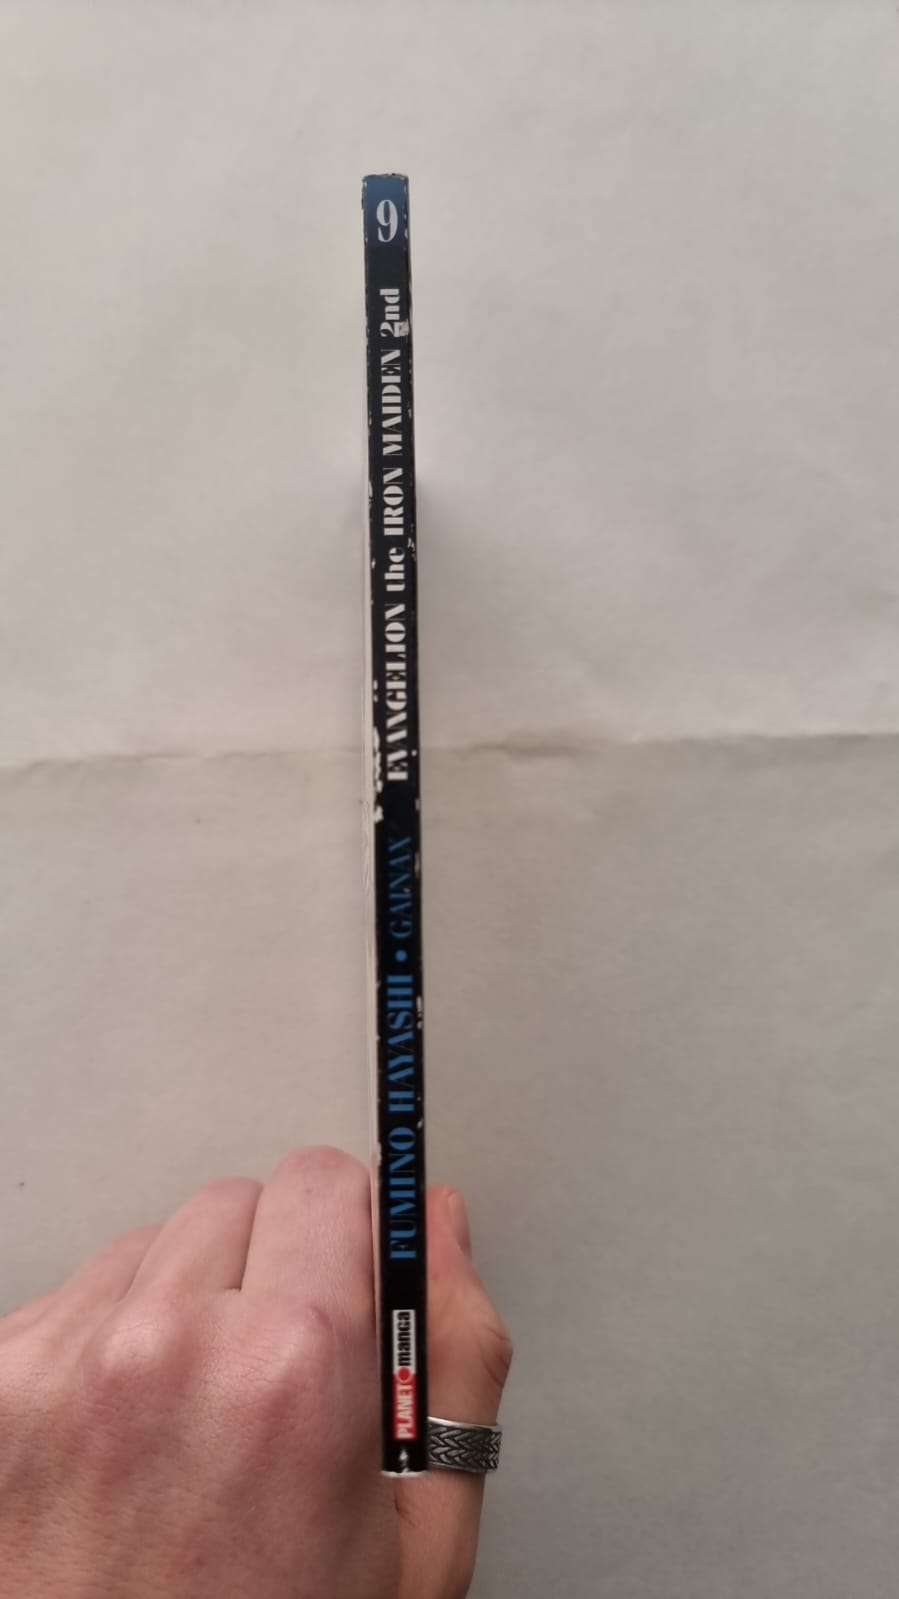 9
EVANGELION the IRON MAIDEN 2nd
FUMINO HAYASHI • GAINAX
PLANET manga